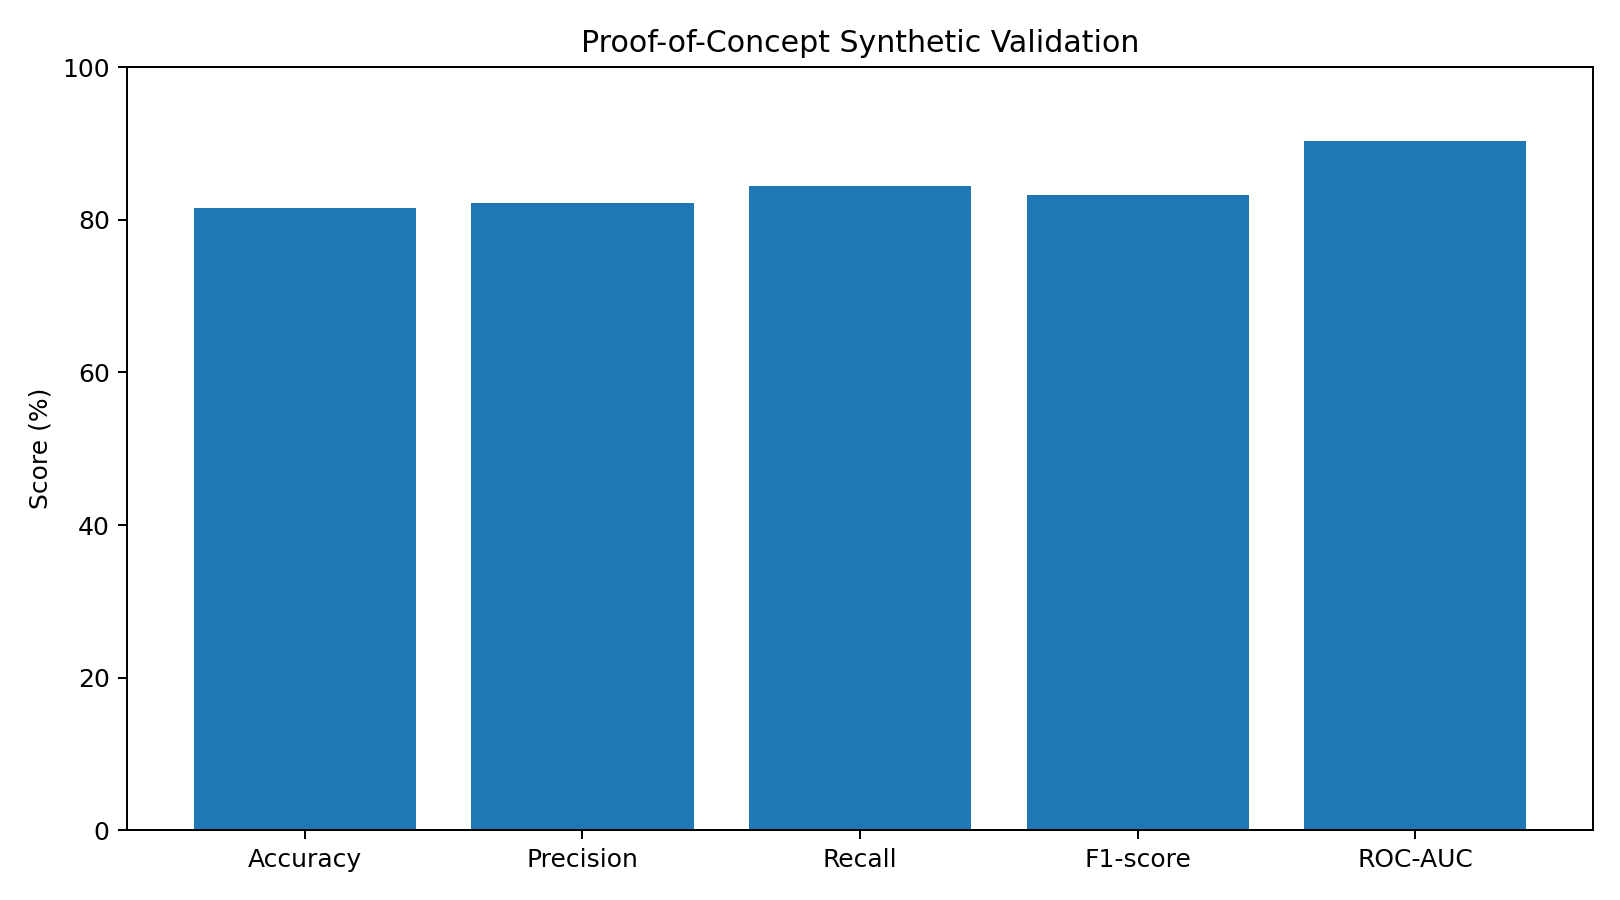 Proof-of-Concept Synthetic Validation
100
80
60
40
20
0
Score (%)
Accuracy
Precision
Recall
F1-score
ROC-AUC